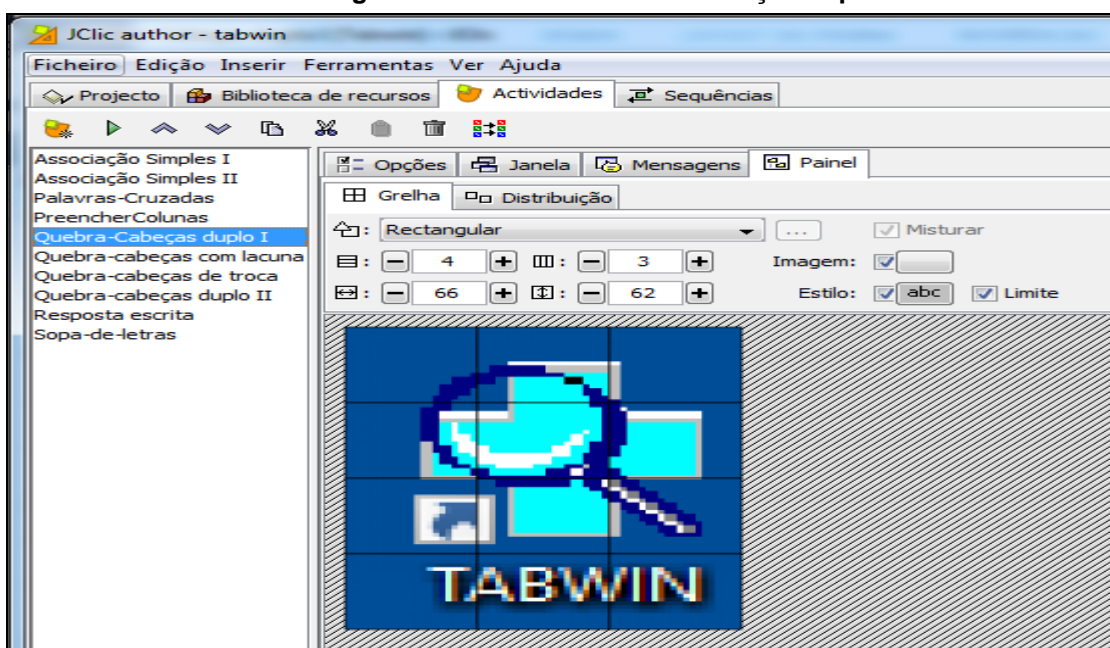 JClic author - tabwin
Ficheiro Edição Inserir Ferramentas Ver Ajuda
Projecto Biblioteca de recursos Actividades Sequências
Opções Janela Mensagens Painel
Grelha Distribuição
Rectangular ... Misturar
4 3 Imagem:
66 62 Estilo: abc Limite
Associação Simples I
Associação Simples II
Palavras-Cruzadas
PreencherColunas
Quebra-Cabeças duplo I
Quebra-cabeças com lacuna
Quebra-cabeças de troca
Quebra-cabeças duplo II
Resposta escrita
Sopa-de-letras
TABWIN